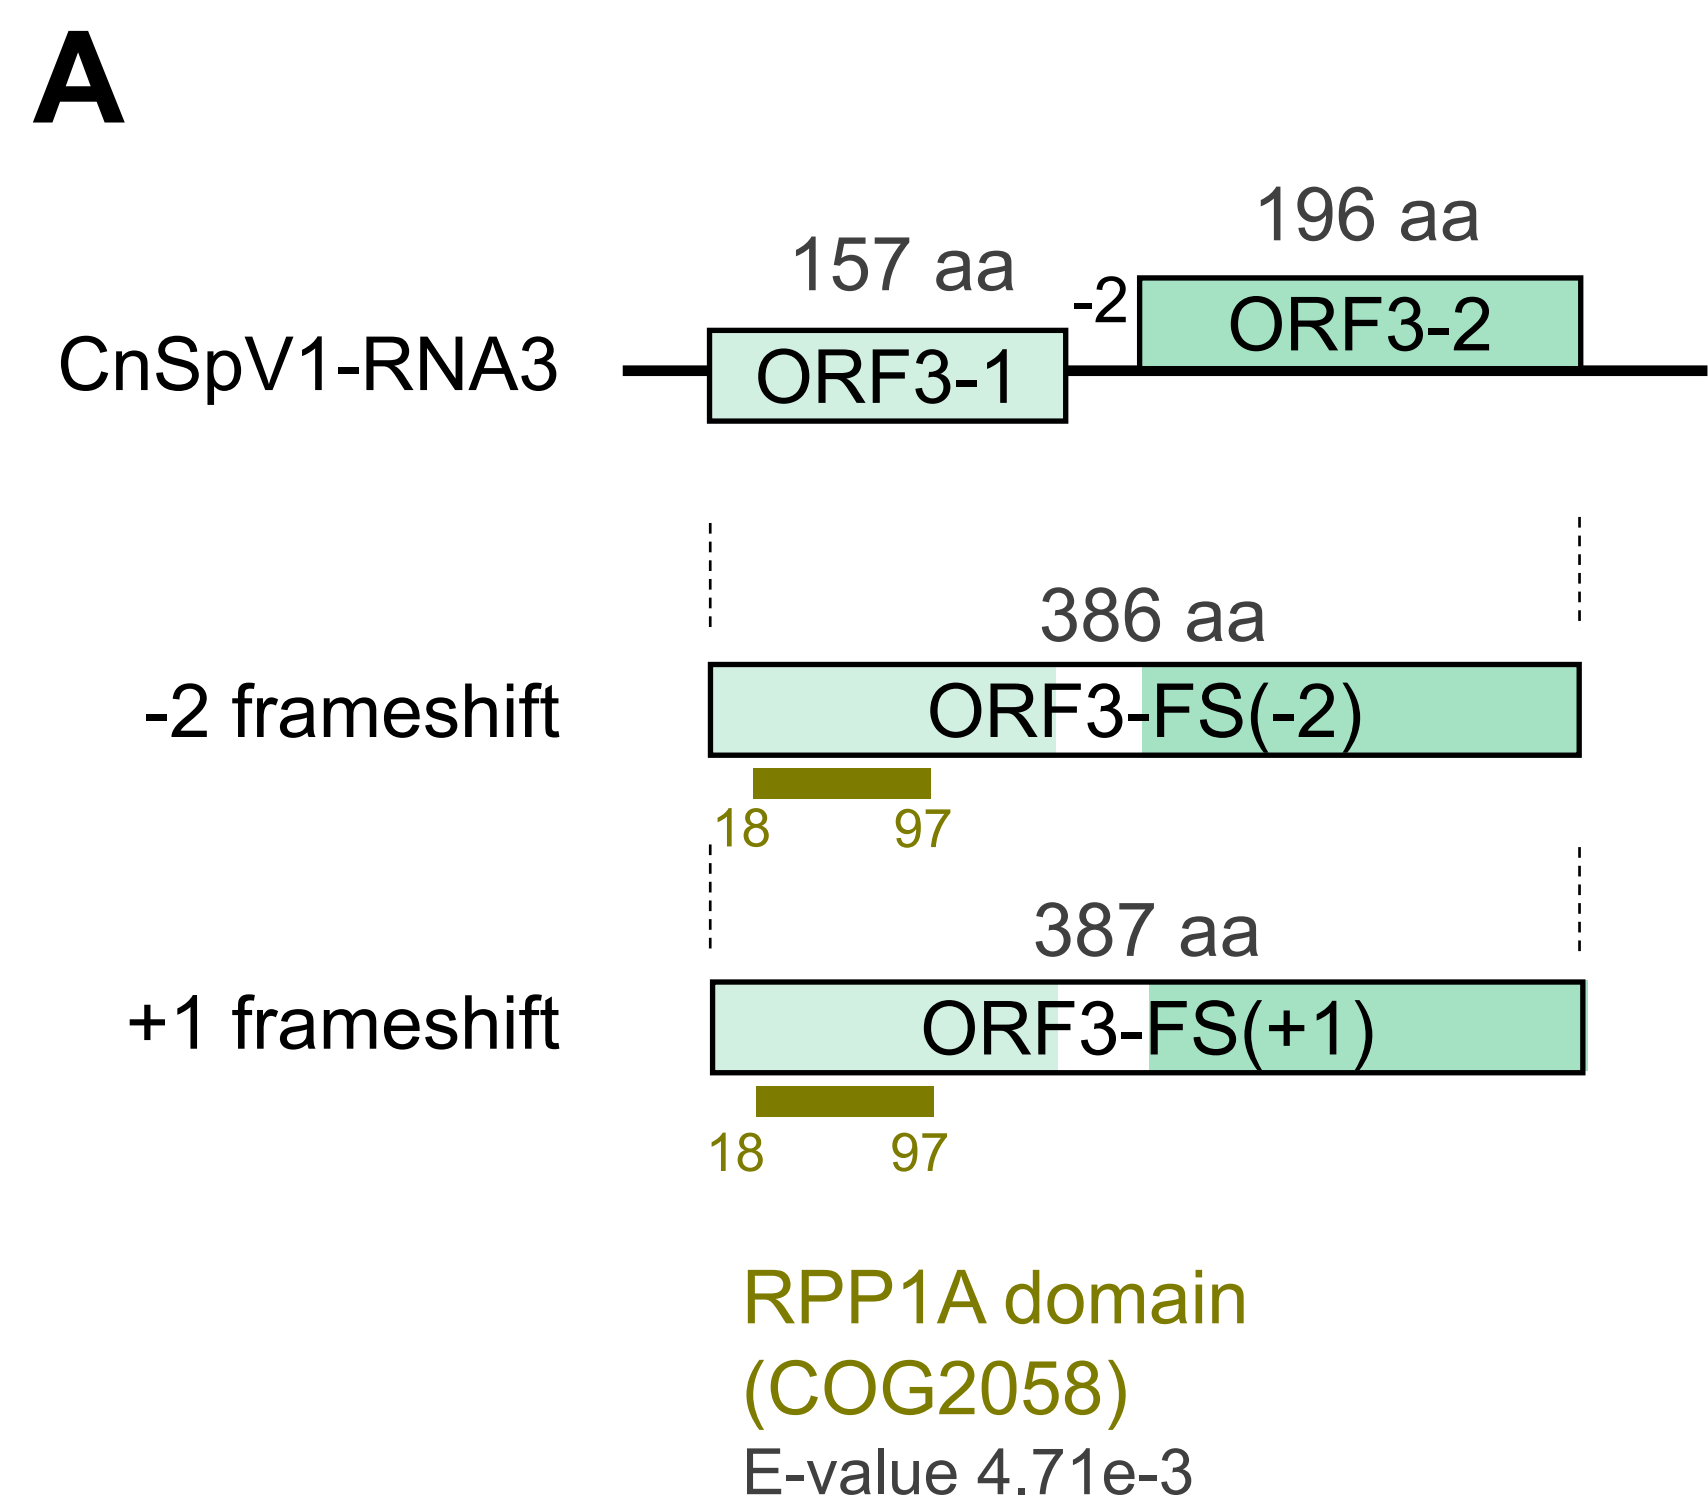 A
196 aa
157 aa
-2
ORF3-2
CnSpV1-RNA3
ORF3-1
386 aa
-2 frameshift
ORF3-FS(-2)
18
97
387 aa
+1 frameshift
ORF3-FS(+1)
18
97
RPP1A domain
(COG2058)
E-value 4.71e-3